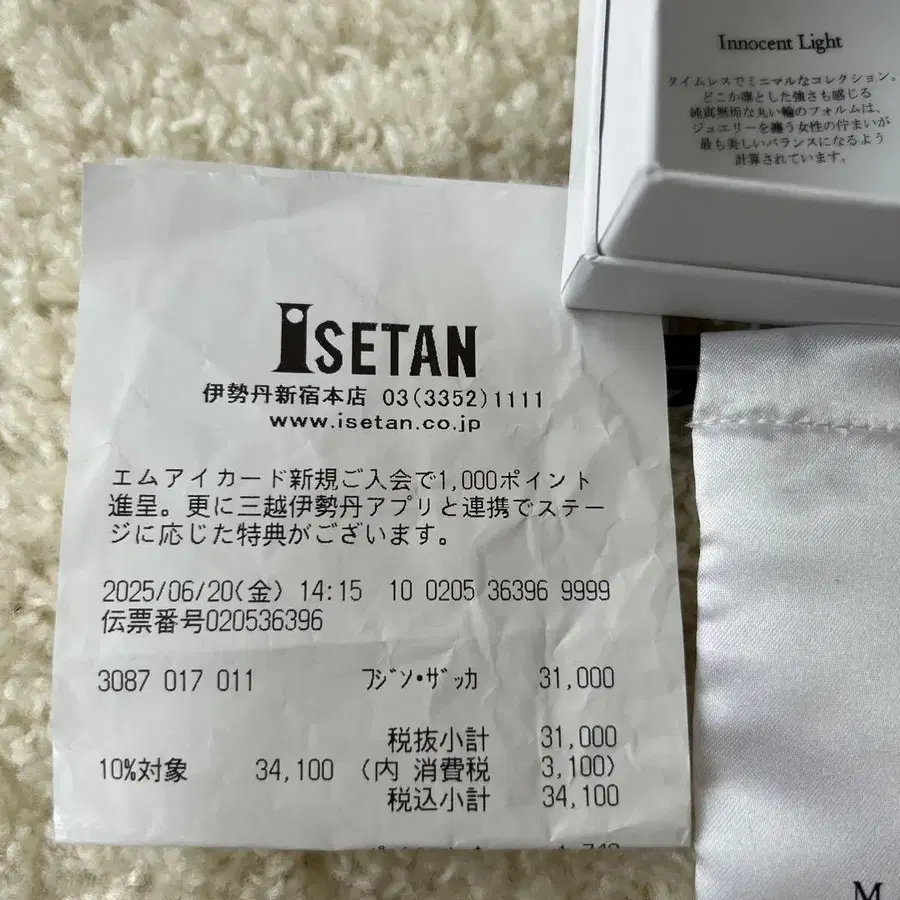 Innocent Light
タイムレスでミニマルなコレクション。
どこか凛とした強さも感じる
純真無垢な丸い輪のフォルムは、
ジュエリーを纏う女性の佇まいが
最も美しいバランスになるよう
計算されています。
ISETAN
伊勢丹新宿本店 03(3352)1111
www.isetan.co.jp
エムアイカード新規ご入会で1,000ポイント
進呈。更に三越伊勢丹アプリと連携でステー
ジに応じた特典がございます。
2025/06/20(金) 14:15 10 0205 36396 9999
伝票番号020536396
3087 017 011 フジン・ザッカ 31,000
税抜小計 31,000
10%対象 34,100 (内 消費税 3,100)
税込小計 34,100
M